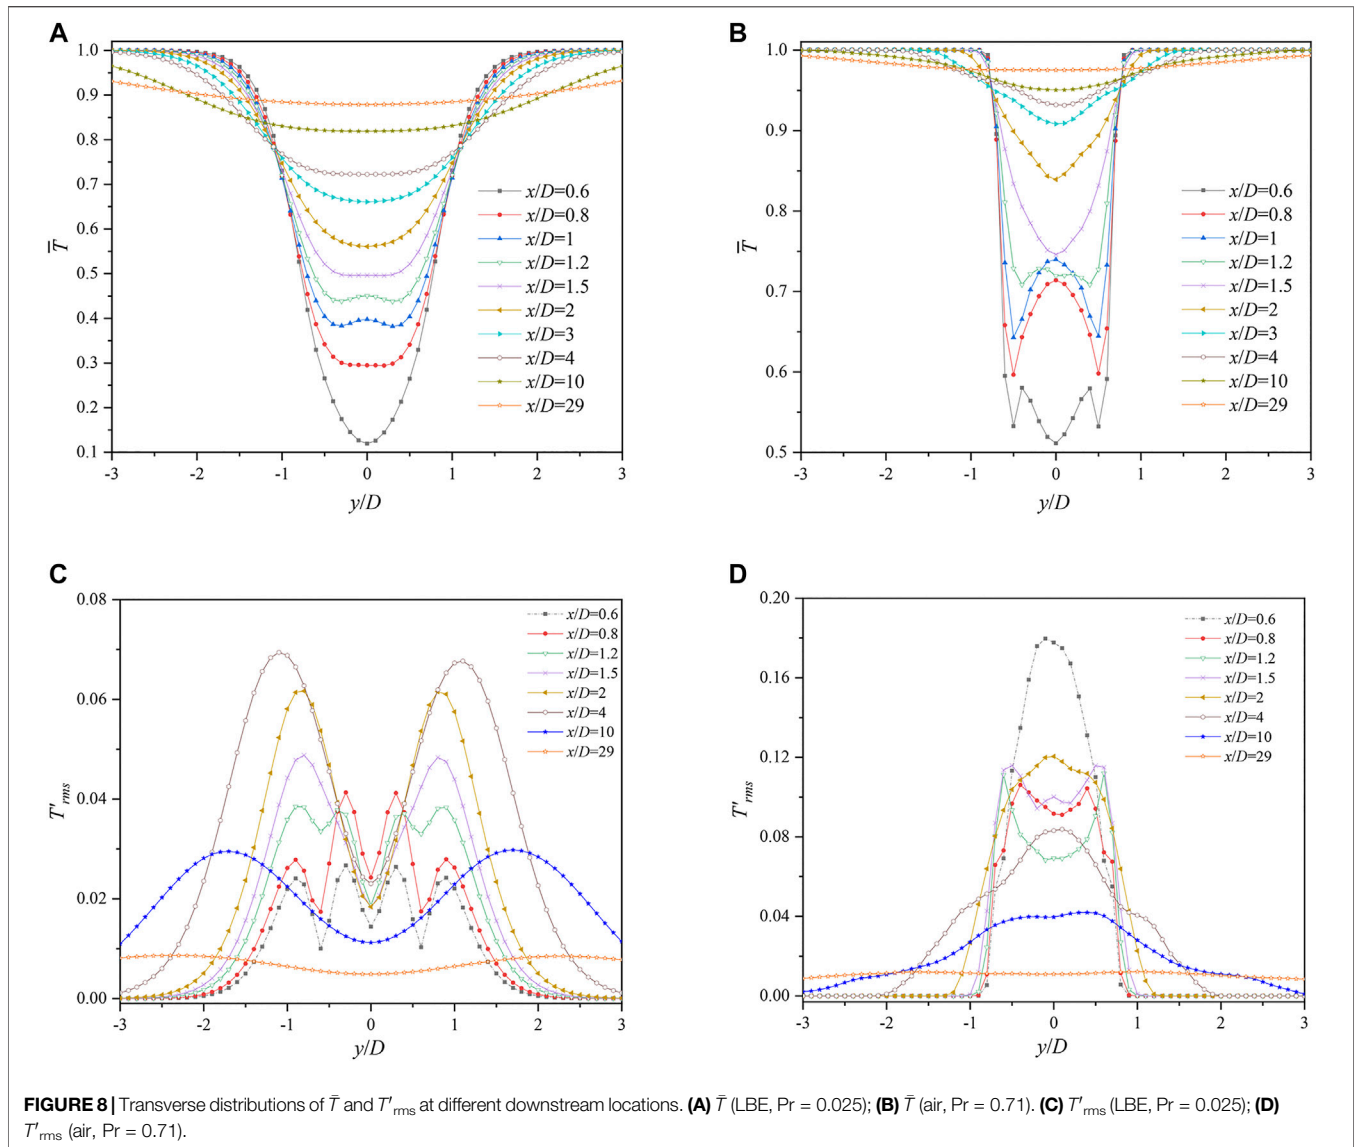 A
1.0
0.9
0.8
0.7
0.6
0.5
0.4
0.3
0.2
0.1
T̅
-3 -2 -1 0 1 2 3
y/D
x/D=0.6
x/D=0.8
x/D=1
x/D=1.2
x/D=1.5
x/D=2
x/D=3
x/D=4
x/D=10
x/D=29
B
1.0
0.9
0.8
0.7
0.6
0.5
T̅
-3 -2 -1 0 1 2 3
y/D
x/D=0.6
x/D=0.8
x/D=1
x/D=1.2
x/D=1.5
x/D=2
x/D=3
x/D=4
x/D=10
x/D=29
C
0.08
0.06
0.04
0.02
0.00
T'rms
-3 -2 -1 0 1 2 3
y/D
x/D=0.6
x/D=0.8
x/D=1.2
x/D=1.5
x/D=2
x/D=4
x/D=10
x/D=29
D
0.20
0.16
0.12
0.08
0.04
0.00
T'rms
-3 -2 -1 0 1 2 3
y/D
x/D=0.6
x/D=0.8
x/D=1.2
x/D=1.5
x/D=2
x/D=4
x/D=10
x/D=29
FIGURE 8 | Transverse distributions of T̅ and T′rms at different downstream locations. (A) T̅ (LBE, Pr = 0.025); (B) T̅ (air, Pr = 0.71). (C) T′rms (LBE, Pr = 0.025); (D)
T′rms (air, Pr = 0.71).